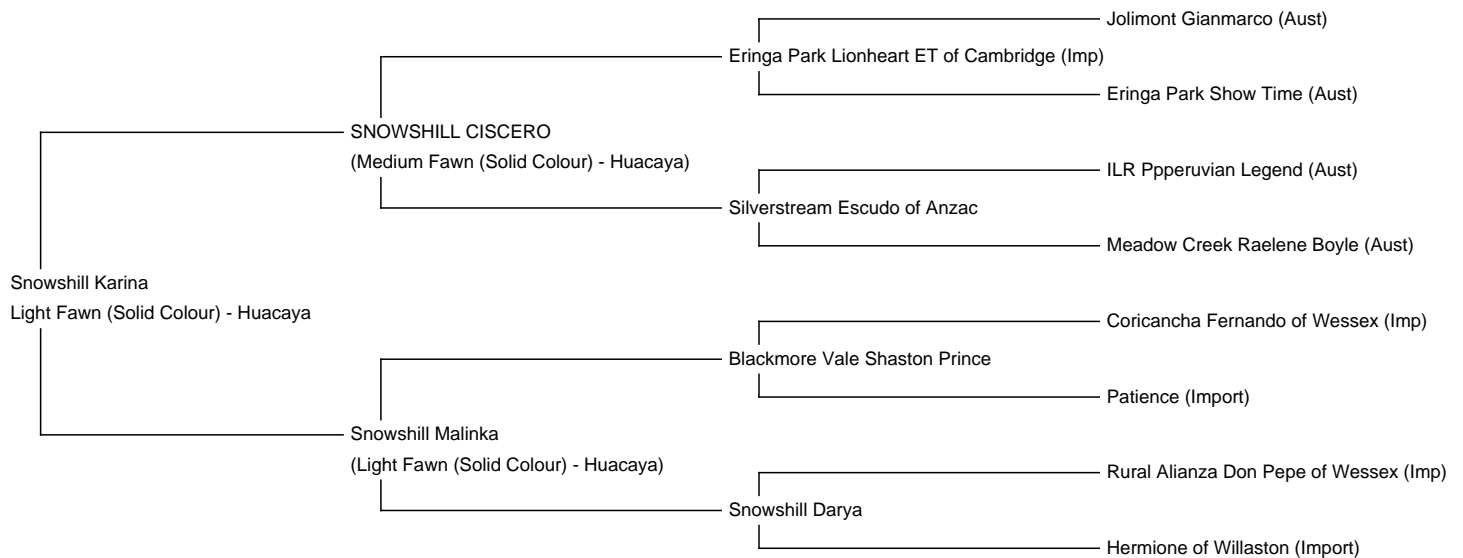 Jolimont Gianmarco (Aust)
Eringa Park Lionheart ET of Cambridge (Imp)
Eringa Park Show Time (Aust)
SNOWSHILL CISCERO
(Medium Fawn (Solid Colour) - Huacaya)
ILR Ppperuvian Legend (Aust)
Silverstream Escudo of Anzac
Meadow Creek Raelene Boyle (Aust)
Snowshill Karina
Light Fawn (Solid Colour) - Huacaya
Coricancha Fernando of Wessex (Imp)
Blackmore Vale Shaston Prince
Patience (Import)
Snowshill Malinka
(Light Fawn (Solid Colour) - Huacaya)
Rural Alianza Don Pepe of Wessex (Imp)
Snowshill Darya
Hermione of Willaston (Import)